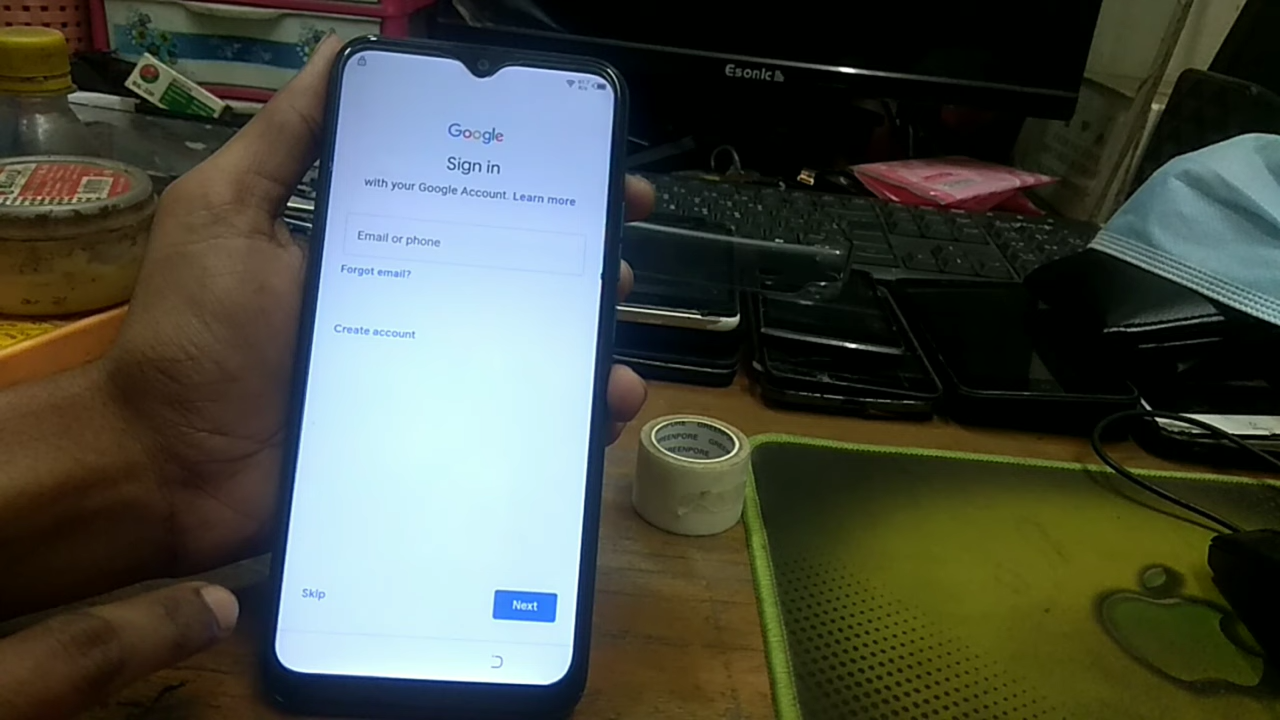 Esonic
Google
Sign in
with your Google Account. Learn more
Email or phone
Forgot email?
Create account
Skip
Next
GREENPORE